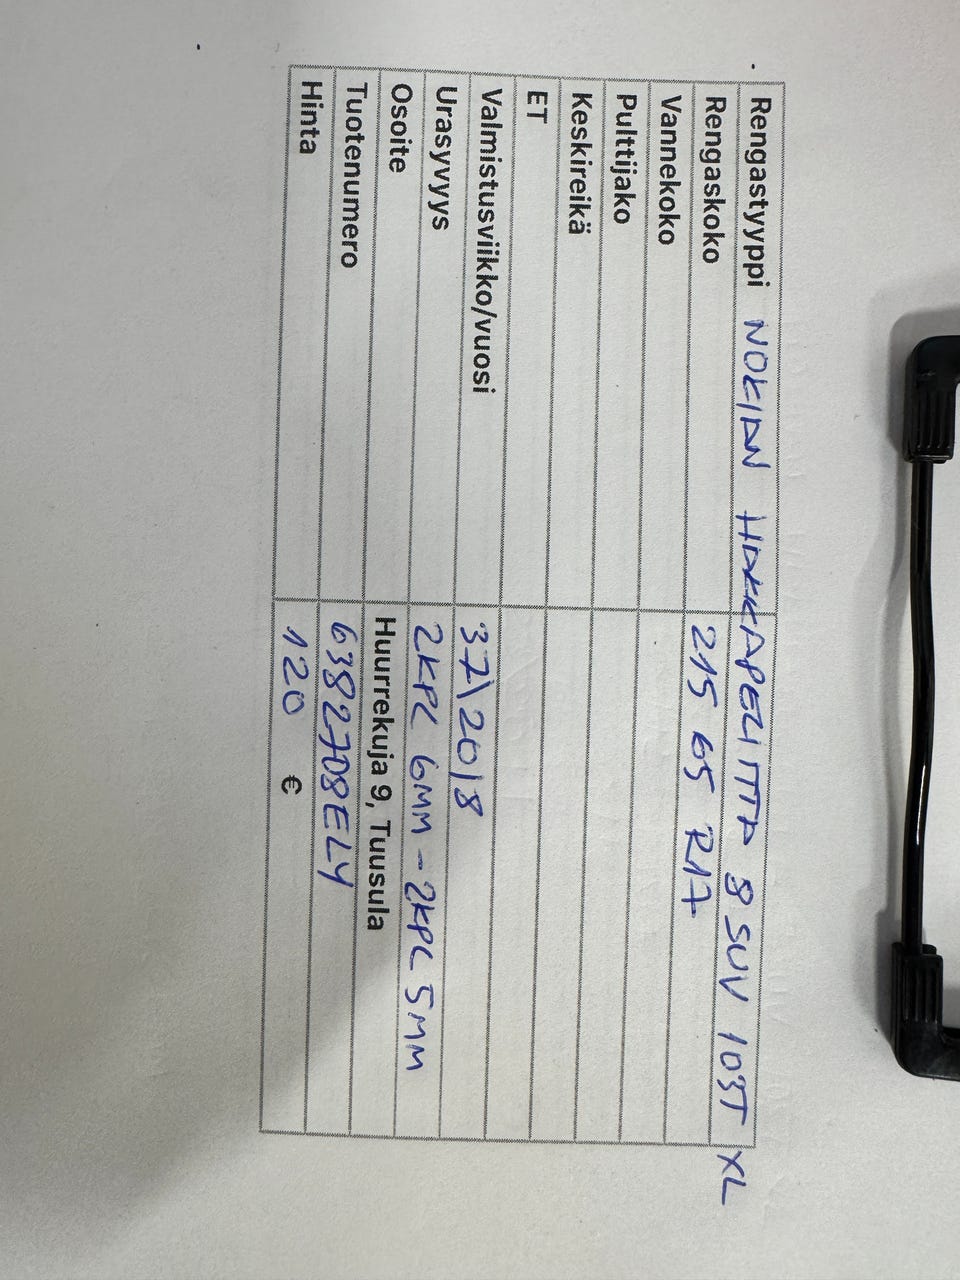 Rengastyyppi NOKIAN HAKKAPELIITTA 8 SUV 103T XL
Rengaskoko 215 65 R17
Vannekoko
Pulttijako
Keskireikä
ET
Valmistusviikko/vuosi 37\2018
Urasyvyys 2KPL 6MM - 2KPL 5MM
Osoite Huurrekuja 9, Tuusula
Tuotenumero 6382708ELY
Hinta 120 €